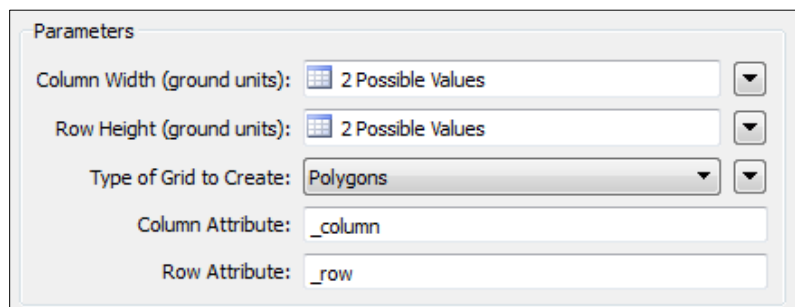 Parameters
Column Width (ground units): 2 Possible Values
Row Height (ground units): 2 Possible Values
Type of Grid to Create: Polygons
Column Attribute: _column
Row Attribute: _row